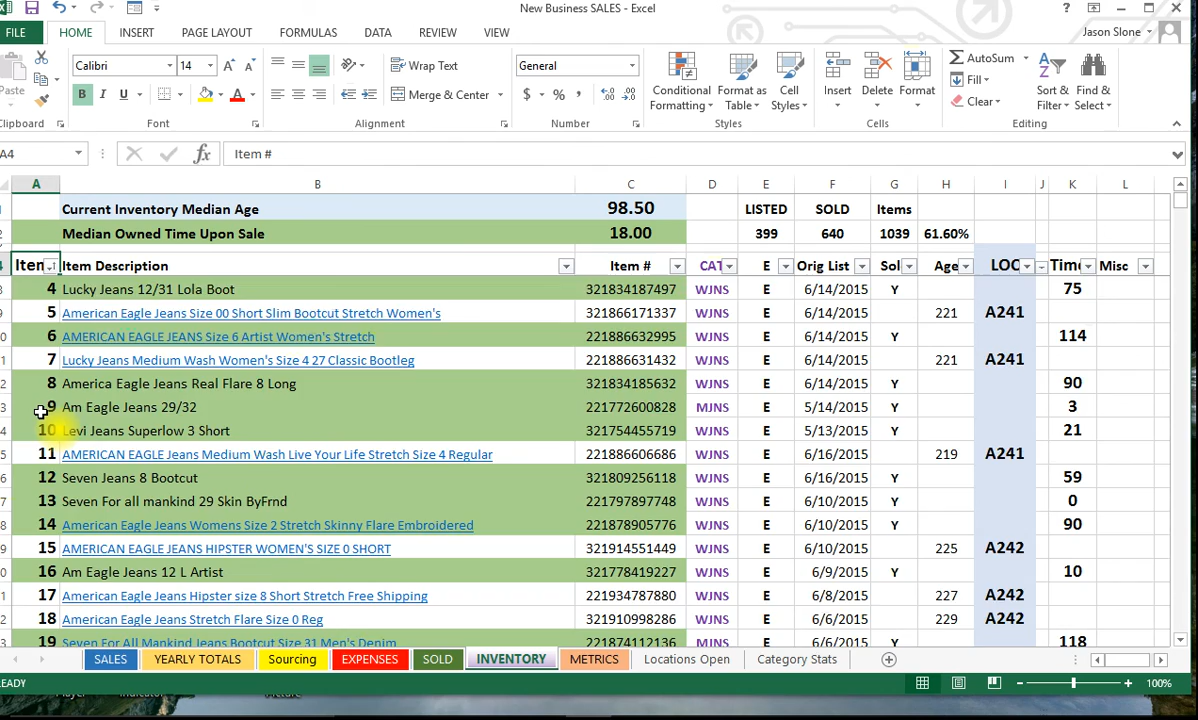 New Business SALES - Excel
FILE HOME INSERT PAGE LAYOUT FORMULAS DATA REVIEW VIEW Jason Slone
Paste Calibri 14 Wrap Text General AutoSum
B I U Merge & Center $ % Conditional Formatting Format as Table Cell Styles Insert Delete Format Fill Clear Sort & Filter Find & Select
Clipboard Font Alignment Number Styles Cells Editing
A4 fx Item #
A B C D E F G H I J K L
1 Current Inventory Median Age 98.50 LISTED SOLD Items
2 Median Owned Time Upon Sale 18.00 399 640 1039 61.60%
4 Item Item Description Item # CAT E Orig List Sol Age LOC Time Misc
4 Lucky Jeans 12/31 Lola Boot 321834187497 WJNS E 6/14/2015 Y 75
5 American Eagle Jeans Size 00 Short Slim Bootcut Stretch Women's 321866171337 WJNS E 6/14/2015 221 A241
6 AMERICAN EAGLE JEANS Size 6 Artist Women's Stretch 221886632995 WJNS E 6/14/2015 Y 114
7 Lucky Jeans Medium Wash Women's Size 4 27 Classic Bootleg 221886631432 WJNS E 6/14/2015 221 A241
8 America Eagle Jeans Real Flare 8 Long 321834185632 WJNS E 6/14/2015 Y 90
9 Am Eagle Jeans 29/32 221772600828 MJNS E 5/14/2015 Y 3
10 Levi Jeans Superlow 3 Short 321754455719 WJNS E 5/13/2015 Y 21
11 AMERICAN EAGLE Jeans Medium Wash Live Your Life Stretch Size 4 Regular 221886606686 WJNS E 6/16/2015 219 A241
12 Seven Jeans 8 Bootcut 321809256118 WJNS E 6/16/2015 Y 59
13 Seven For all mankind 29 Skin ByFrnd 221797897748 WJNS E 6/10/2015 Y 0
14 American Eagle Jeans Womens Size 2 Stretch Skinny Flare Embroidered 221878905776 WJNS E 6/10/2015 Y 90
15 AMERICAN EAGLE JEANS HIPSTER WOMEN'S SIZE 0 SHORT 321914551449 WJNS E 6/10/2015 225 A242
16 Am Eagle Jeans 12 L Artist 321778419227 WJNS E 6/9/2015 Y 10
17 American Eagle Jeans Hipster size 8 Short Stretch Free Shipping 221934787880 WJNS E 6/8/2015 227 A242
18 American Eagle Jeans Stretch Flare Size 0 Reg 321910998286 WJNS E 6/6/2015 229 A242
19 Seven For All Mankind Jeans Bootcut Size 31 Men's Denim 221874112136 MJNS E 6/6/2015 Y 118
SALES YEARLY TOTALS Sourcing EXPENSES SOLD INVENTORY METRICS Locations Open Category Stats
READY 100%